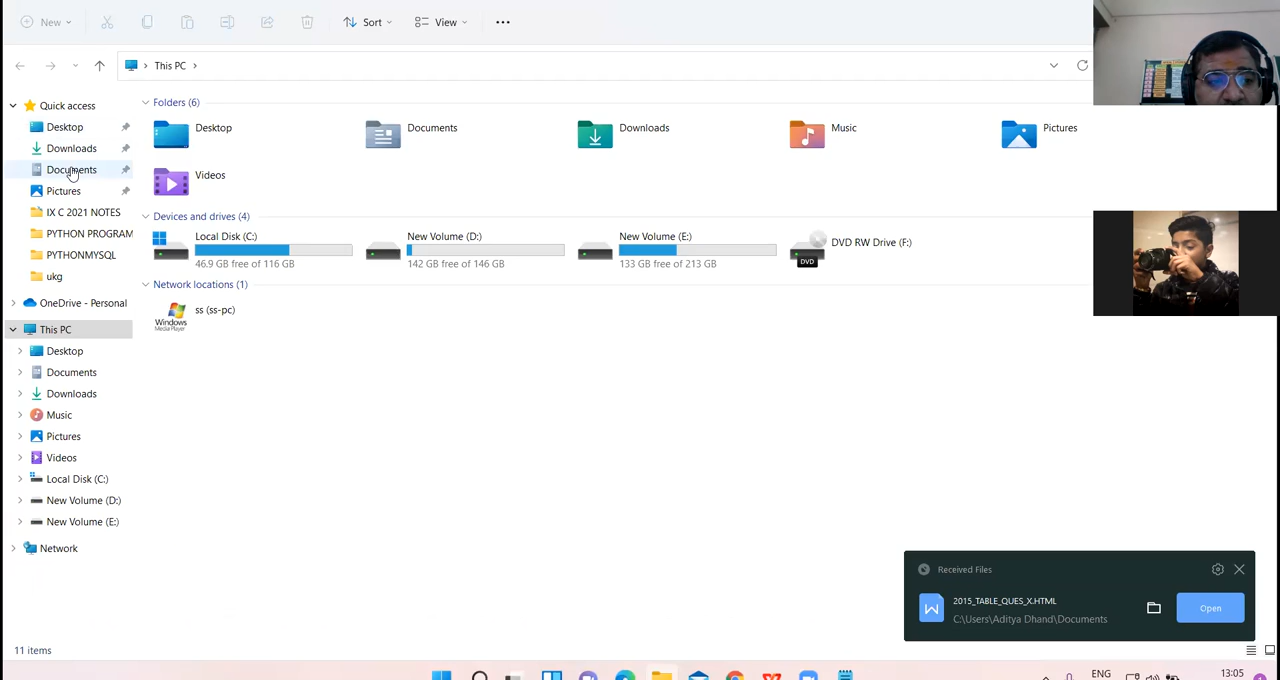 New
Sort
View
This PC
Quick access
Desktop
Downloads
Documents
Pictures
IX C 2021 NOTES
PYTHON PROGRAM
PYTHONMYSQL
ukg
OneDrive - Personal
This PC
Desktop
Documents
Downloads
Music
Pictures
Videos
Local Disk (C:)
New Volume (D:)
New Volume (E:)
Network
Folders (6)
Desktop
Documents
Downloads
Music
Pictures
Videos
Devices and drives (4)
Local Disk (C:)
46.9 GB free of 116 GB
New Volume (D:)
142 GB free of 146 GB
New Volume (E:)
133 GB free of 213 GB
DVD RW Drive (F:)
DVD
Network locations (1)
ss (ss-pc)
Windows
Media Player
Received Files
2015_TABLE_QUES_X.HTML
C:\Users\Aditya Dhand\Documents
Open
11 items
ENG
13:05